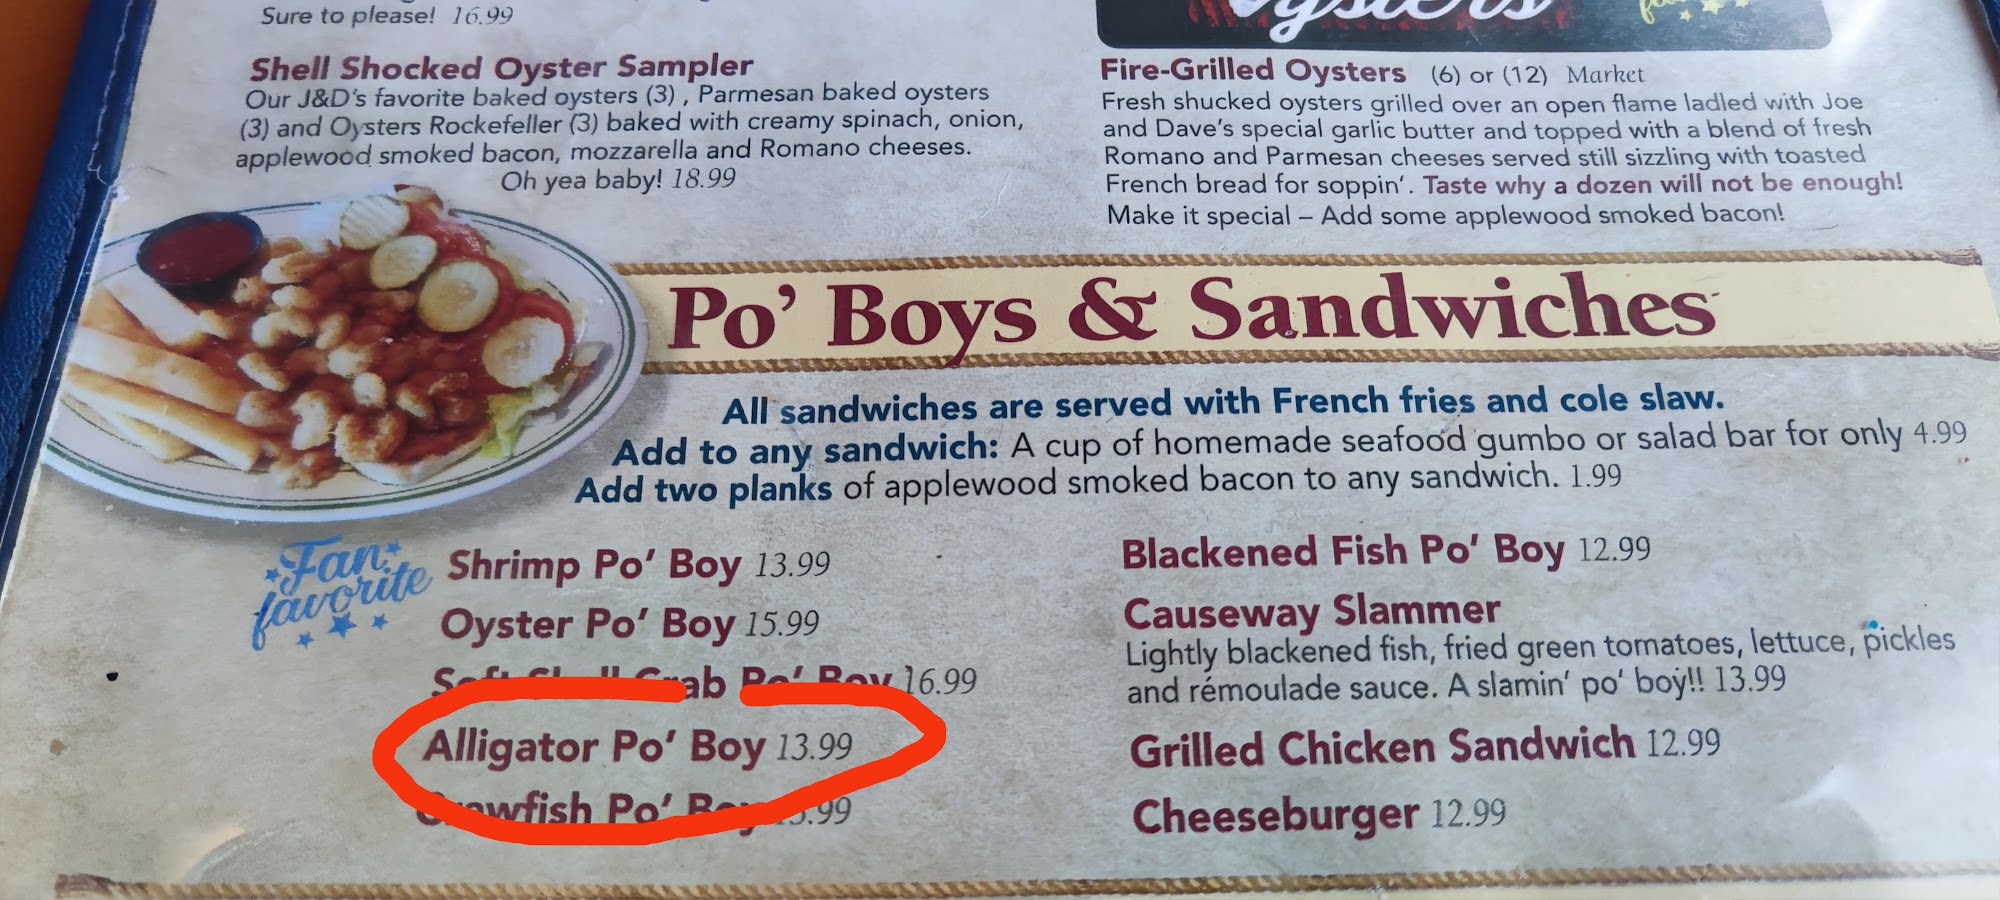 Sure to please! 16.99
Shell Shocked Oyster Sampler
Our J&D's favorite baked oysters (3) , Parmesan baked oysters
(3) and Oysters Rockefeller (3) baked with creamy spinach, onion,
applewood smoked bacon, mozzarella and Romano cheeses.
Oh yea baby! 18.99
Oysters
Fire-Grilled Oysters (6) or (12) Market
Fresh shucked oysters grilled over an open flame ladled with Joe
and Dave's special garlic butter and topped with a blend of fresh
Romano and Parmesan cheeses served still sizzling with toasted
French bread for soppin'. Taste why a dozen will not be enough!
Make it special – Add some applewood smoked bacon!
Po' Boys & Sandwiches
All sandwiches are served with French fries and cole slaw.
Add to any sandwich: A cup of homemade seafood gumbo or salad bar for only 4.99
Add two planks of applewood smoked bacon to any sandwich. 1.99
Fan
favorite
Shrimp Po' Boy 13.99
Oyster Po' Boy 15.99
Soft Shell Crab Po' Boy 16.99
Alligator Po' Boy 13.99
Crawfish Po' Boy
Blackened Fish Po' Boy 12.99
Causeway Slammer
Lightly blackened fish, fried green tomatoes, lettuce, pickles
and rémoulade sauce. A slamin' po' boy!! 13.99
Grilled Chicken Sandwich 12.99
Cheeseburger 12.99